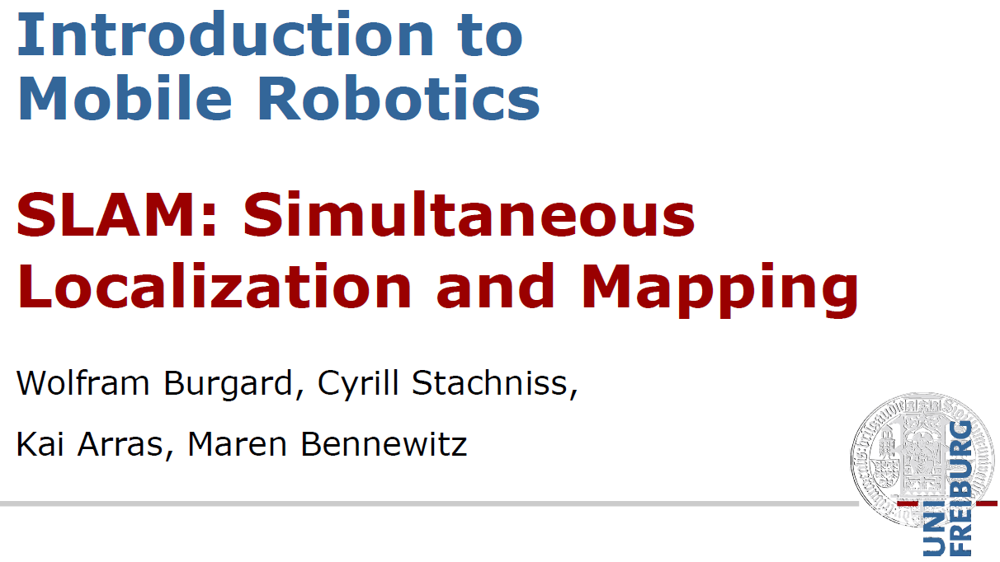 Introduction to
Mobile Robotics
SLAM: Simultaneous
Localization and Mapping
Wolfram Burgard, Cyrill Stachniss,
Kai Arras, Maren Bennewitz
UNI
FREIBURG